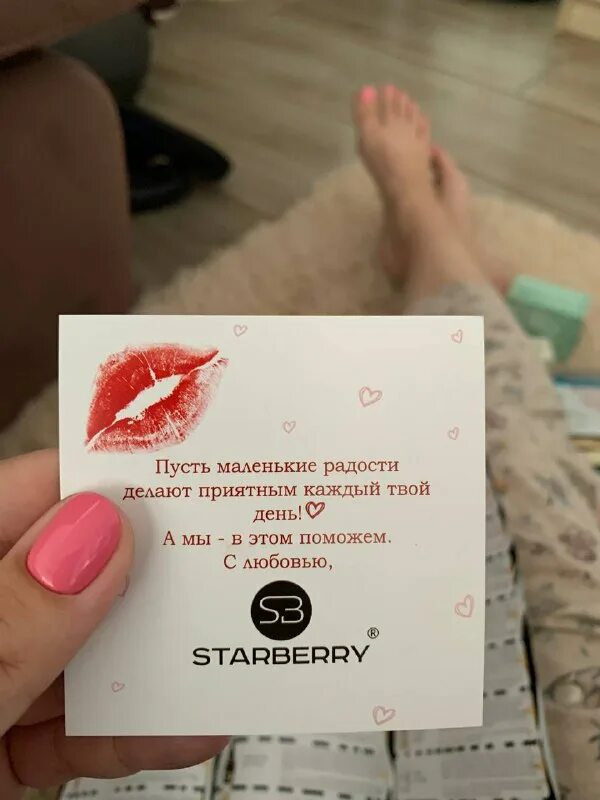 Пусть маленькие радости
делают приятным каждый твой
день!♡
А мы - в этом поможем.
С любовью,
SB
STARBERRY®